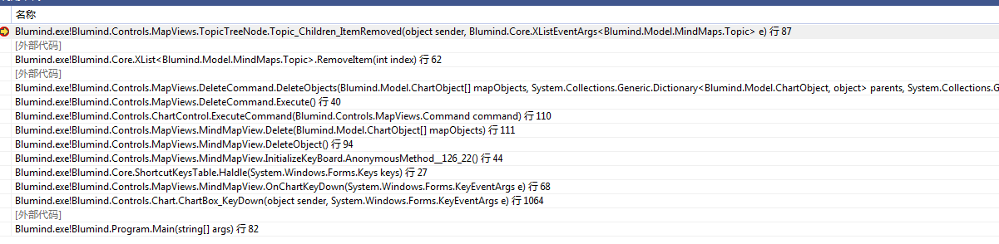 名称
Blumind.exe!Blumind.Controls.MapViews.TopicTreeNode.Topic_Children_ItemRemoved(object sender, Blumind.Core.XListEventArgs<Blumind.Model.MindMaps.Topic> e) 行 87
[外部代码]
Blumind.exe!Blumind.Core.XList<Blumind.Model.MindMaps.Topic>.RemoveItem(int index) 行 62
[外部代码]
Blumind.exe!Blumind.Controls.MapViews.DeleteCommand.DeleteObjects(Blumind.Model.ChartObject[] mapObjects, System.Collections.Generic.Dictionary<Blumind.Model.ChartObject, object> parents, System.Collections.G
Blumind.exe!Blumind.Controls.MapViews.DeleteCommand.Execute() 行 40
Blumind.exe!Blumind.Controls.ChartControl.ExecuteCommand(Blumind.Controls.MapViews.Command command) 行 110
Blumind.exe!Blumind.Controls.MapViews.MindMapView.Delete(Blumind.Model.ChartObject[] mapObjects) 行 111
Blumind.exe!Blumind.Controls.MapViews.MindMapView.DeleteObject() 行 94
Blumind.exe!Blumind.Controls.MapViews.MindMapView.InitializeKeyBoard.AnonymousMethod__126_22() 行 44
Blumind.exe!Blumind.Core.ShortcutKeysTable.Haldle(System.Windows.Forms.Keys keys) 行 27
Blumind.exe!Blumind.Controls.MapViews.MindMapView.OnChartKeyDown(System.Windows.Forms.KeyEventArgs e) 行 68
Blumind.exe!Blumind.Controls.Chart.ChartBox_KeyDown(object sender, System.Windows.Forms.KeyEventArgs e) 行 1064
[外部代码]
Blumind.exe!Blumind.Program.Main(string[] args) 行 82